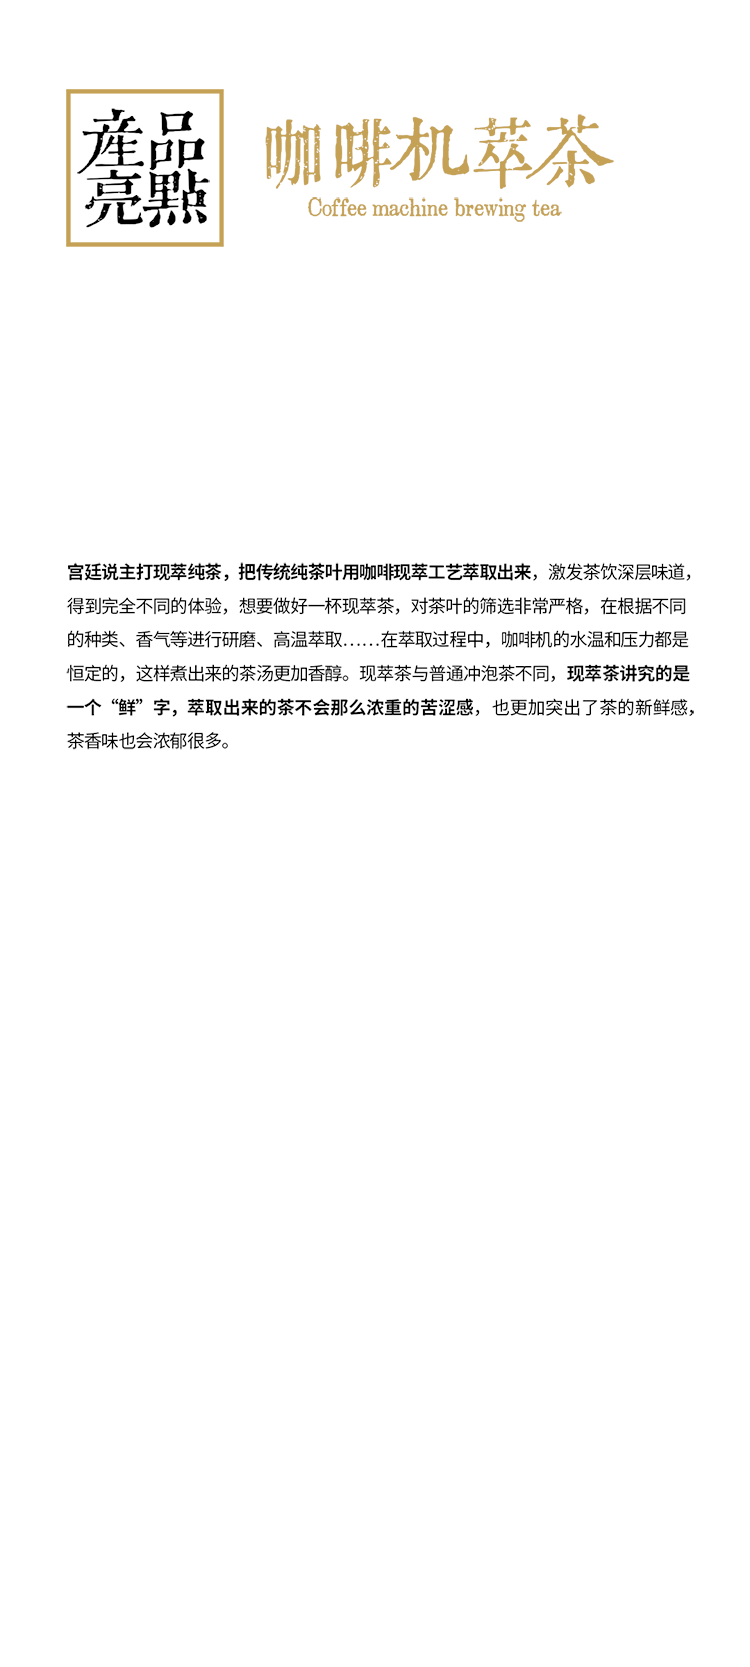 産品
亮點
咖啡机萃茶
Coffee machine brewing tea
宫廷说主打现萃纯茶，把传统纯茶叶用咖啡现萃工艺萃取出来，激发茶饮深层味道，
得到完全不同的体验，想要做好一杯现萃茶，对茶叶的筛选非常严格，在根据不同
的种类、香气等进行研磨、高温萃取……在萃取过程中，咖啡机的水温和压力都是
恒定的，这样煮出来的茶汤更加香醇。现萃茶与普通冲泡茶不同，现萃茶讲究的是
一个“鲜”字，萃取出来的茶不会那么浓重的苦涩感，也更加突出了茶的新鲜感，
茶香味也会浓郁很多。